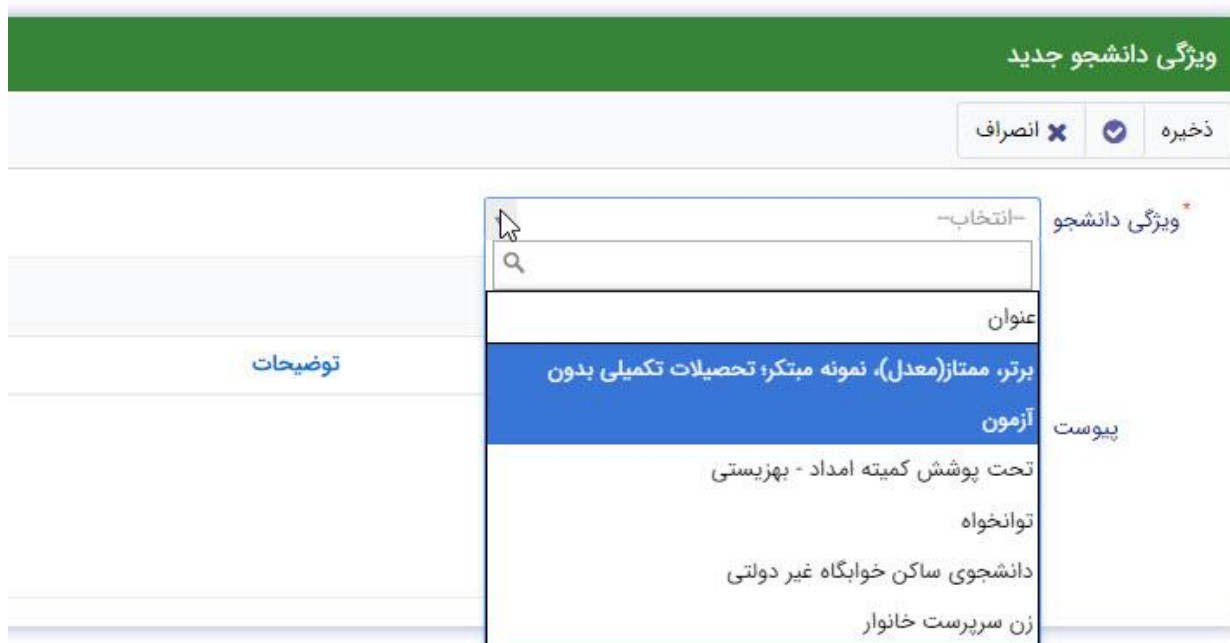 ویژگی دانشجو جدید
ذخیره
انصراف
* ویژگی دانشجو
--انتخاب--
عنوان
برتر، ممتاز(معدل)، نمونه مبتکر؛ تحصیلات تکمیلی بدون
آزمون
تحت پوشش کمیته امداد - بهزیستی
توانخواه
دانشجوی ساکن خوابگاه غیر دولتی
زن سرپرست خانوار
پیوست
توضیحات